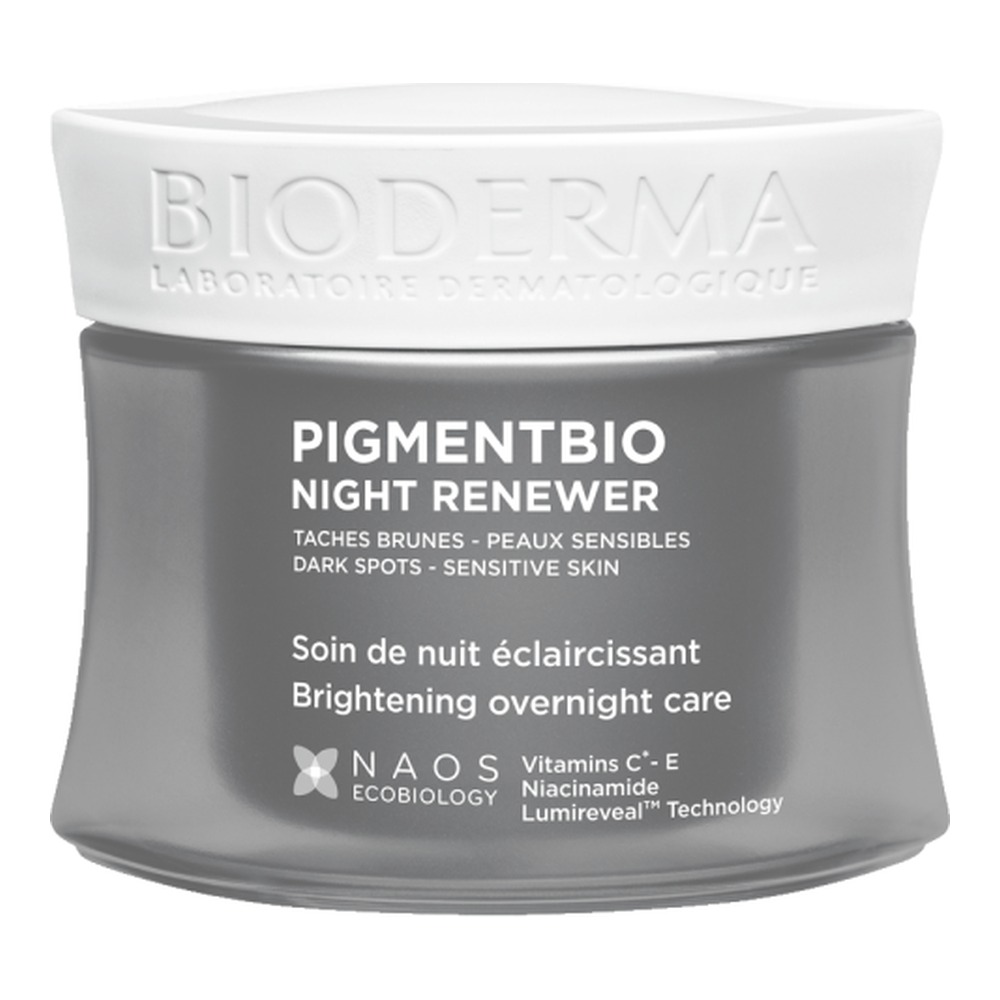 BIODERMA
LABORATOIRE DERMATOLOGIQUE
PIGMENTBIO
NIGHT RENEWER
TACHES BRUNES - PEAUX SENSIBLES
DARK SPOTS - SENSITIVE SKIN
Soin de nuit éclaircissant
Brightening overnight care
NAOS
ECOBIOLOGY
Vitamins C* - E
Niacinamide
Lumireveal™ Technology